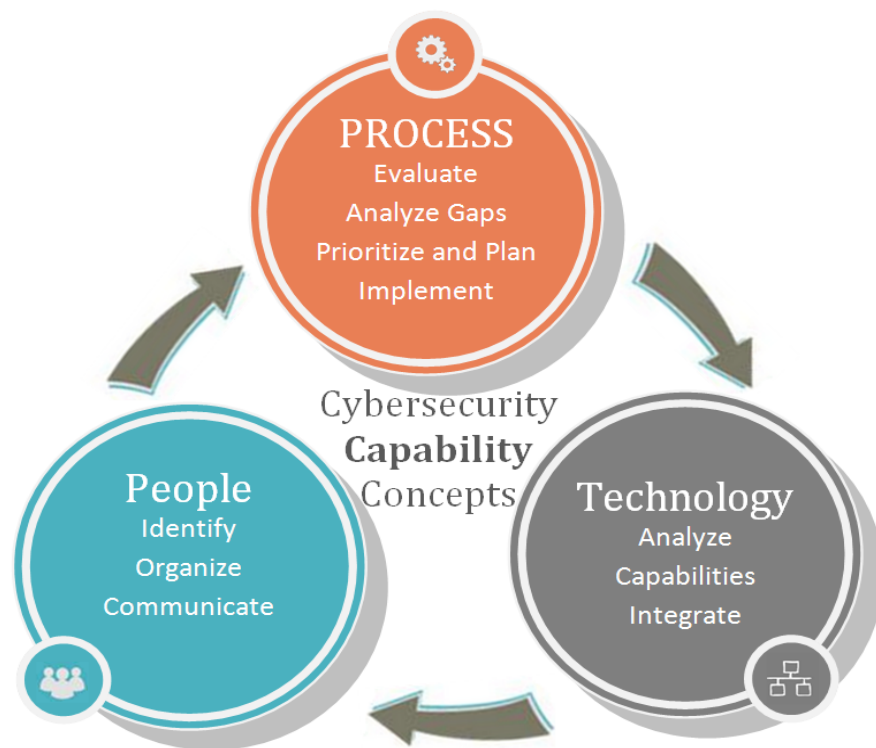 PROCESS
Evaluate
Analyze Gaps
Prioritize and Plan
Implement
Cybersecurity
Capability
Concepts
People
Identify
Organize
Communicate
Technology
Analyze
Capabilities
Integrate